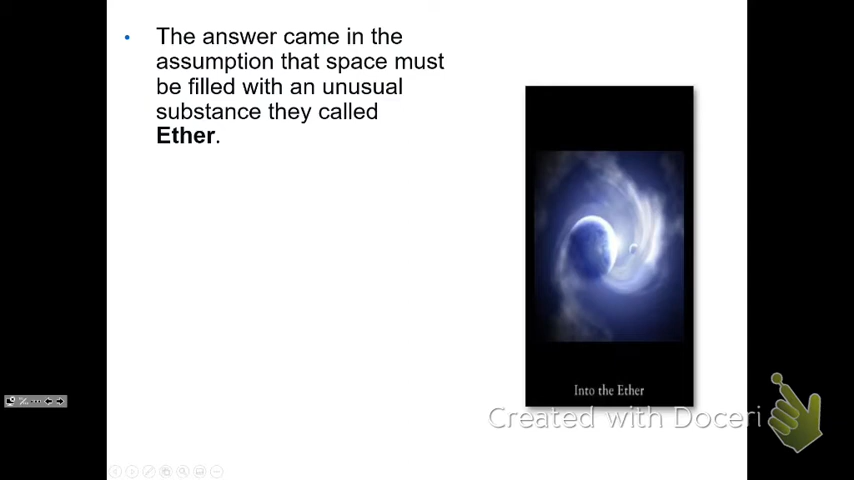 The answer came in the
assumption that space must
be filled with an unusual
substance they called
Ether.
Into the Ether
Created with Doceri